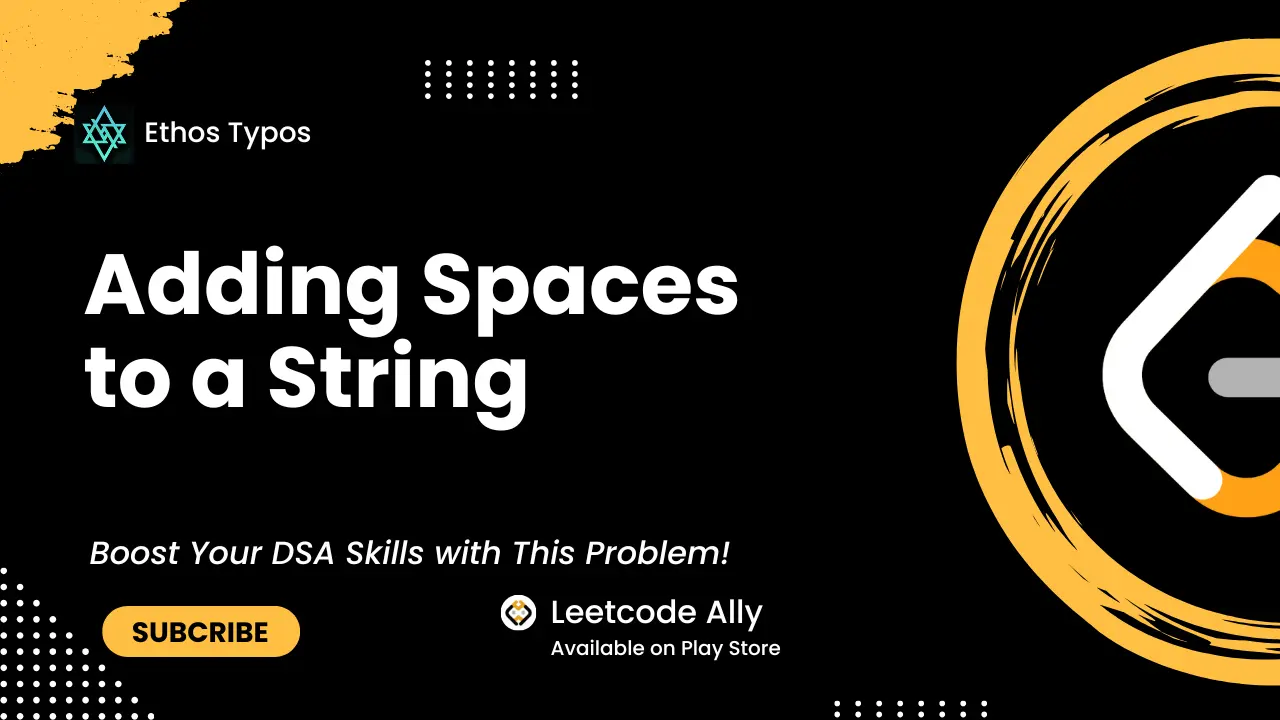 Ethos Typos
Adding Spaces
to a String
Boost Your DSA Skills with This Problem!
SUBCRIBE
Leetcode Ally
Available on Play Store